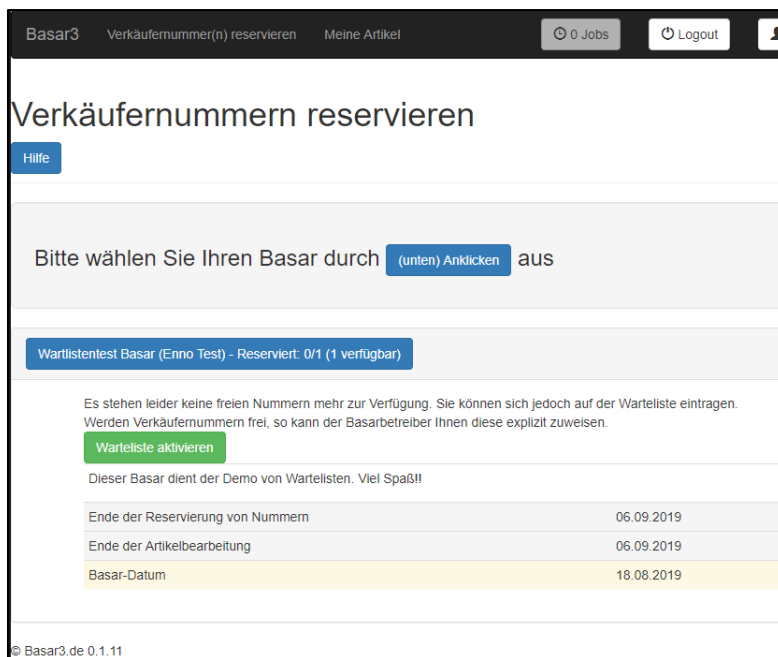 Basar3 Verkäufernummer(n) reservieren Meine Artikel 0 Jobs Logout
Verkäufernummern reservieren
Hilfe
Bitte wählen Sie Ihren Basar durch (unten) Anklicken aus
Wartlistentest Basar (Enno Test) - Reserviert: 0/1 (1 verfügbar)
Es stehen leider keine freien Nummern mehr zur Verfügung. Sie können sich jedoch auf der Warteliste eintragen.
Werden Verkäufernummern frei, so kann der Basarbetreiber Ihnen diese explizit zuweisen.
Warteliste aktivieren
Dieser Basar dient der Demo von Wartelisten. Viel Spaß!!
Ende der Reservierung von Nummern 06.09.2019
Ende der Artikelbearbeitung 06.09.2019
Basar-Datum 18.08.2019
© Basar3.de 0.1.11